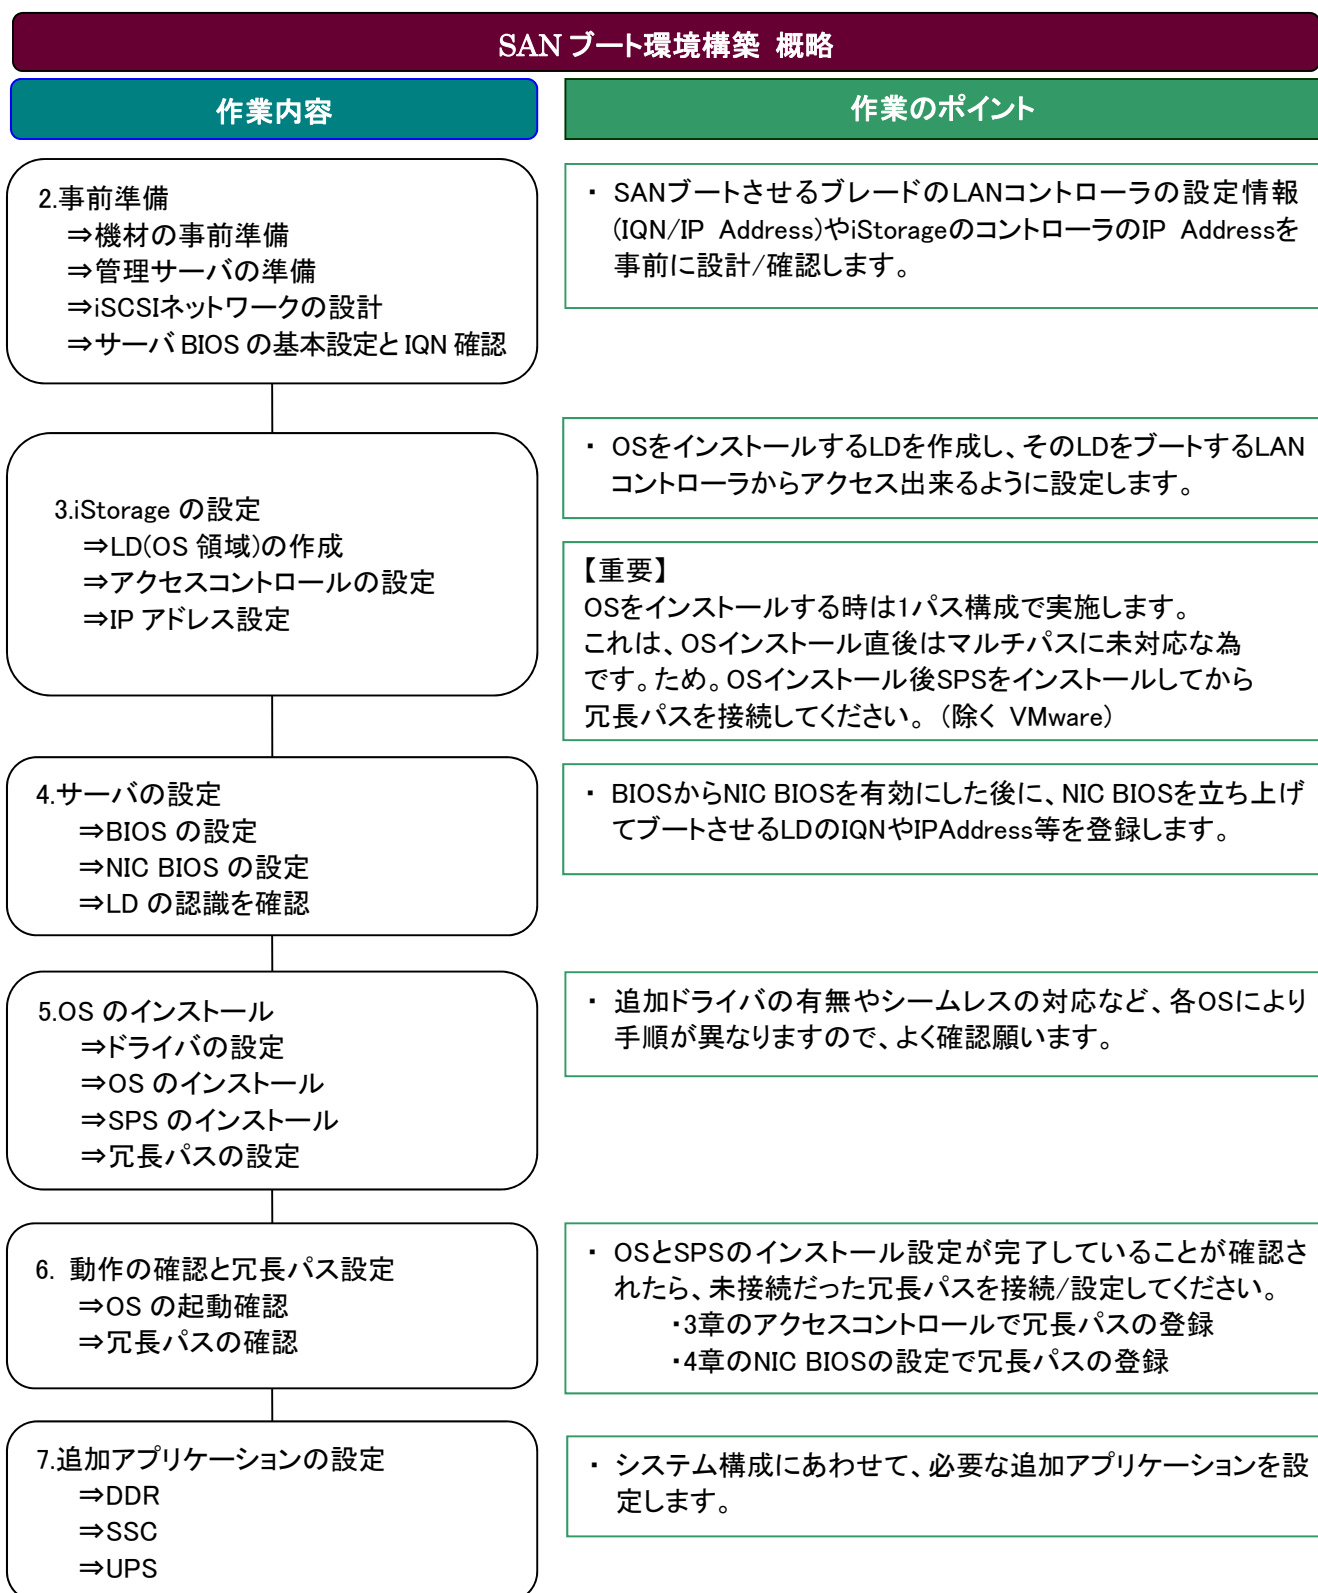 SAN ブート環境構築 概略
作業内容
作業のポイント
2.事前準備
⇒機材の事前準備
⇒管理サーバの準備
⇒iSCSIネットワークの設計
⇒サーバ BIOS の基本設定と IQN 確認
・ SANブートさせるブレードのLANコントローラの設定情報
(IQN/IP Address)やiStorageのコントローラのIP Addressを
事前に設計/確認します。
3.iStorage の設定
⇒LD(OS 領域)の作成
⇒アクセスコントロールの設定
⇒IP アドレス設定
・ OSをインストールするLDを作成し、そのLDをブートするLAN
コントローラからアクセス出来るように設定します。
【重要】
OSをインストールする時は1パス構成で実施します。
これは、OSインストール直後はマルチパスに未対応な為
です。ため。OSインストール後SPSをインストールしてから
冗長パスを接続してください。 (除く VMware)
4.サーバの設定
⇒BIOS の設定
⇒NIC BIOS の設定
⇒LD の認識を確認
・ BIOSからNIC BIOSを有効にした後に、NIC BIOSを立ち上げ
てブートさせるLDのIQNやIPAddress等を登録します。
5.OS のインストール
⇒ドライバの設定
⇒OS のインストール
⇒SPS のインストール
⇒冗長パスの設定
・ 追加ドライバの有無やシームレスの対応など、各OSにより
手順が異なりますので、よく確認願います。
6. 動作の確認と冗長パス設定
⇒OS の起動確認
⇒冗長パスの確認
・ OSとSPSのインストール設定が完了していることが確認さ
れたら、未接続だった冗長パスを接続/設定してください。
・3章のアクセスコントロールで冗長パスの登録
・4章のNIC BIOSの設定で冗長パスの登録
7.追加アプリケーションの設定
⇒DDR
⇒SSC
⇒UPS
・ システム構成にあわせて、必要な追加アプリケーションを設
定します。